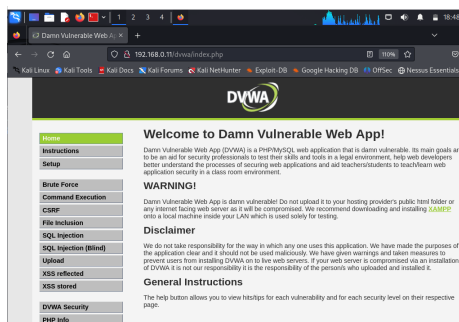 1 2 3 4
18:48
Damn Vulnerable Web Ap
192.168.0.11/dvwa/index.php
110%
Kali Linux Kali Tools Kali Docs Kali Forums Kali NetHunter Exploit-DB Google Hacking DB OffSec Nessus Essentials
DVWA
Home
Instructions
Setup
Brute Force
Command Execution
CSRF
File Inclusion
SQL Injection
SQL Injection (Blind)
Upload
XSS reflected
XSS stored
DVWA Security
PHP Info
Welcome to Damn Vulnerable Web App!
Damn Vulnerable Web App (DVWA) is a PHP/MySQL web application that is damn vulnerable. Its main goals ar
to be an aid for security professionals to test their skills and tools in a legal environment, help web developers
better understand the processes of securing web applications and aid teachers/students to teach/learn web
application security in a class room environment.
WARNING!
Damn Vulnerable Web App is damn vulnerable! Do not upload it to your hosting provider's public html folder or
any internet facing web server as it will be compromised. We recommend downloading and installing XAMPP
onto a local machine inside your LAN which is used solely for testing.
Disclaimer
We do not take responsibility for the way in which any one uses this application. We have made the purposes of
the application clear and it should not be used maliciously. We have given warnings and taken measures to
prevent users from installing DVWA on to live web servers. If your web server is compromised via an installation
of DVWA it is not our responsibility it is the responsibility of the person/s who uploaded and installed it.
General Instructions
The help button allows you to view hits/tips for each vulnerability and for each security level on their respective
page.